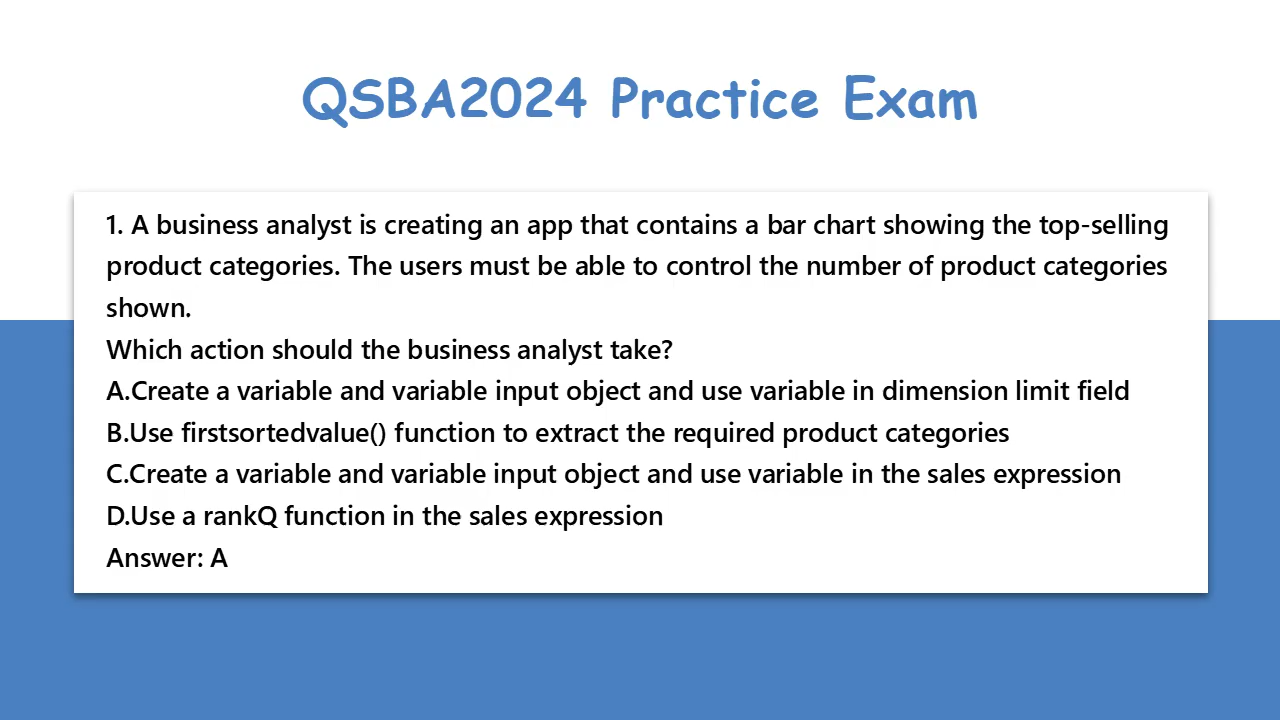 QSBA2024 Practice Exam
1. A business analyst is creating an app that contains a bar chart showing the top-selling
product categories. The users must be able to control the number of product categories
shown.
Which action should the business analyst take?
A.Create a variable and variable input object and use variable in dimension limit field
B.Use firstsortedvalue() function to extract the required product categories
C.Create a variable and variable input object and use variable in the sales expression
D.Use a rankQ function in the sales expression
Answer: A